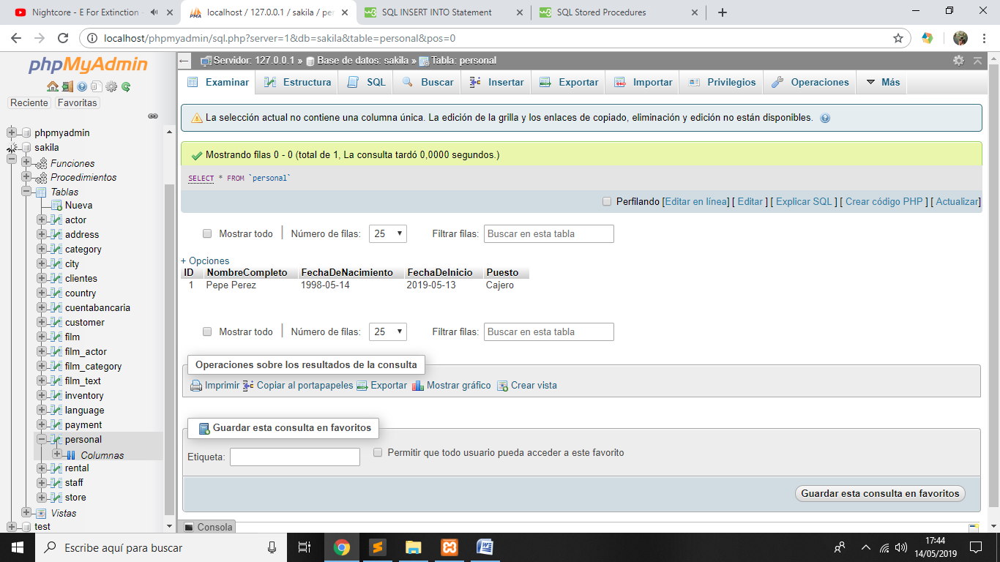 Nightcore - E For Extinction -
localhost / 127.0.0.1 / sakila / per
SQL INSERT INTO Statement
SQL Stored Procedures
localhost/phpmyadmin/sql.php?server=1&db=sakila&table=personal&pos=0
phpMyAdmin
Reciente Favoritas
phpmyadmin
sakila
Funciones
Procedimientos
Tablas
Nueva
actor
address
category
city
clientes
country
cuentabancaria
customer
film
film_actor
film_category
film_text
inventory
language
payment
personal
Columnas
rental
staff
store
Vistas
test
Servidor: 127.0.0.1 » Base de datos: sakila » Tabla: personal
Examinar Estructura SQL Buscar Insertar Exportar Importar Privilegios Operaciones Más
La selección actual no contiene una columna única. La edición de la grilla y los enlaces de copiado, eliminación y edición no están disponibles.
Mostrando filas 0 - 0 (total de 1, La consulta tardó 0,0000 segundos.)
SELECT * FROM `personal`
Perfilando [Editar en línea] [ Editar ] [ Explicar SQL ] [ Crear código PHP ] [ Actualizar]
Mostrar todo | Número de filas: 25 Filtrar filas: Buscar en esta tabla
+ Opciones
ID NombreCompleto FechaDeNacimiento FechaDeInicio Puesto
1 Pepe Perez 1998-05-14 2019-05-13 Cajero
Mostrar todo | Número de filas: 25 Filtrar filas: Buscar en esta tabla
Operaciones sobre los resultados de la consulta
Imprimir Copiar al portapapeles Exportar Mostrar gráfico Crear vista
Guardar esta consulta en favoritos
Etiqueta: Permitir que todo usuario pueda acceder a este favorito
Guardar esta consulta en favoritos
Consola
Escribe aquí para buscar
17:44
14/05/2019